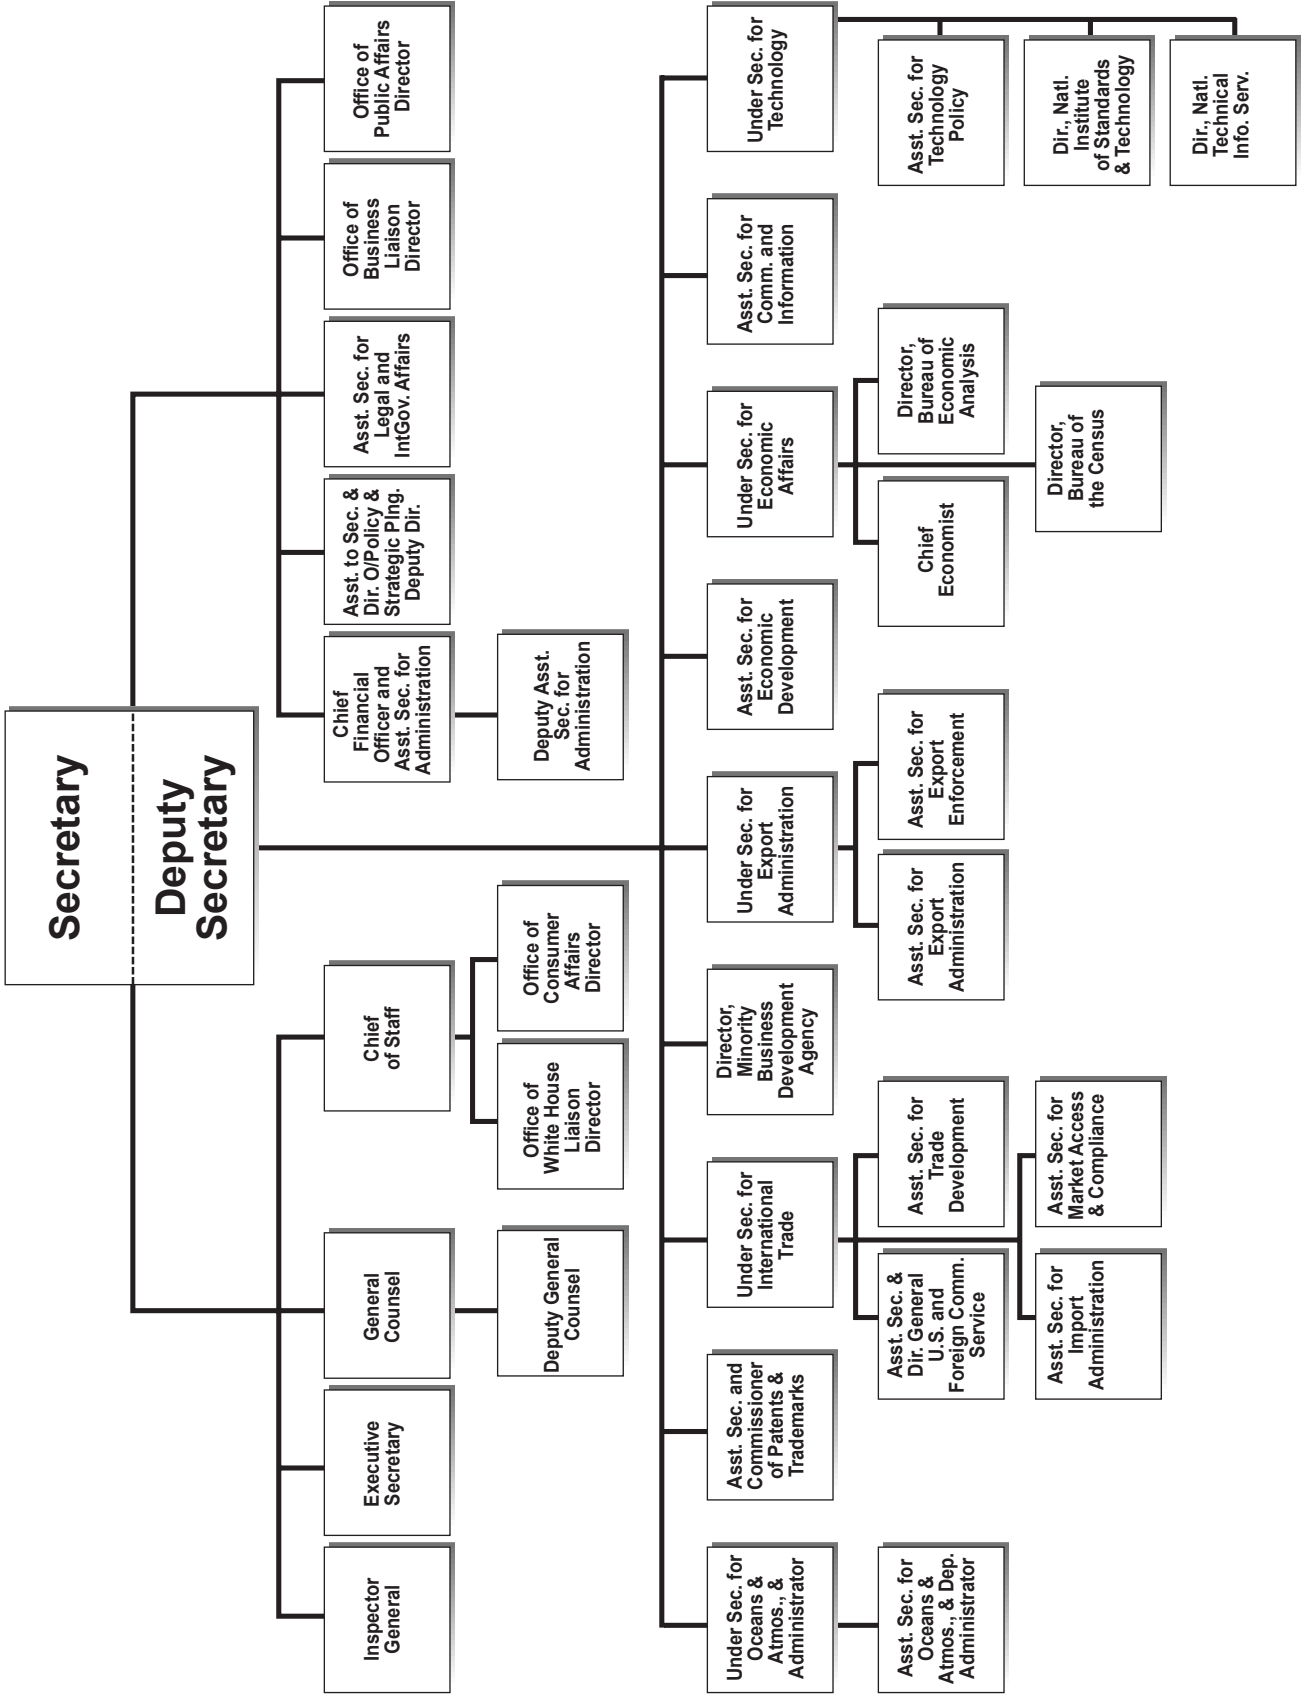 Secretary
Deputy
Secretary
Inspector
General
Executive
Secretary
General
Counsel
Deputy General
Counsel
Chief
of Staff
Office of
White House
Liaison
Director
Office of
Consumer
Affairs
Director
Chief
Financial
Officer and
Asst. Sec. for
Administration
Deputy Asst.
Sec. for
Administration
Asst. to Sec. &
Dir. O/Policy &
Strategic Plng.
Deputy Dir.
Asst. Sec. for
Legal and
IntGov. Affairs
Office of
Business
Liaison
Director
Office of
Public Affairs
Director
Under Sec. for
Oceans &
Atmos., &
Administrator
Asst. Sec. for
Oceans &
Atmos., & Dep.
Administrator
Asst. Sec. and
Commissioner
of Patents &
Trademarks
Under Sec. for
International
Trade
Asst. Sec. &
Dir. General
U.S. and
Foreign Comm.
Service
Asst. Sec. for
Trade
Development
Asst. Sec. for
Import
Administration
Asst. Sec. for
Market Access
& Compliance
Director,
Minority
Business
Development
Agency
Under Sec. for
Export
Administration
Asst. Sec. for
Export
Administration
Asst. Sec. for
Export
Enforcement
Asst. Sec. for
Economic
Development
Under Sec. for
Economic
Affairs
Chief
Economist
Director,
Bureau of
Economic
Analysis
Director,
Bureau of
the Census
Asst. Sec. for
Comm. and
Information
Under Sec. for
Technology
Asst. Sec. for
Technology
Policy
Dir., Natl.
Institute
of Standards
& Technology
Dir., Natl.
Technical
Info. Serv.